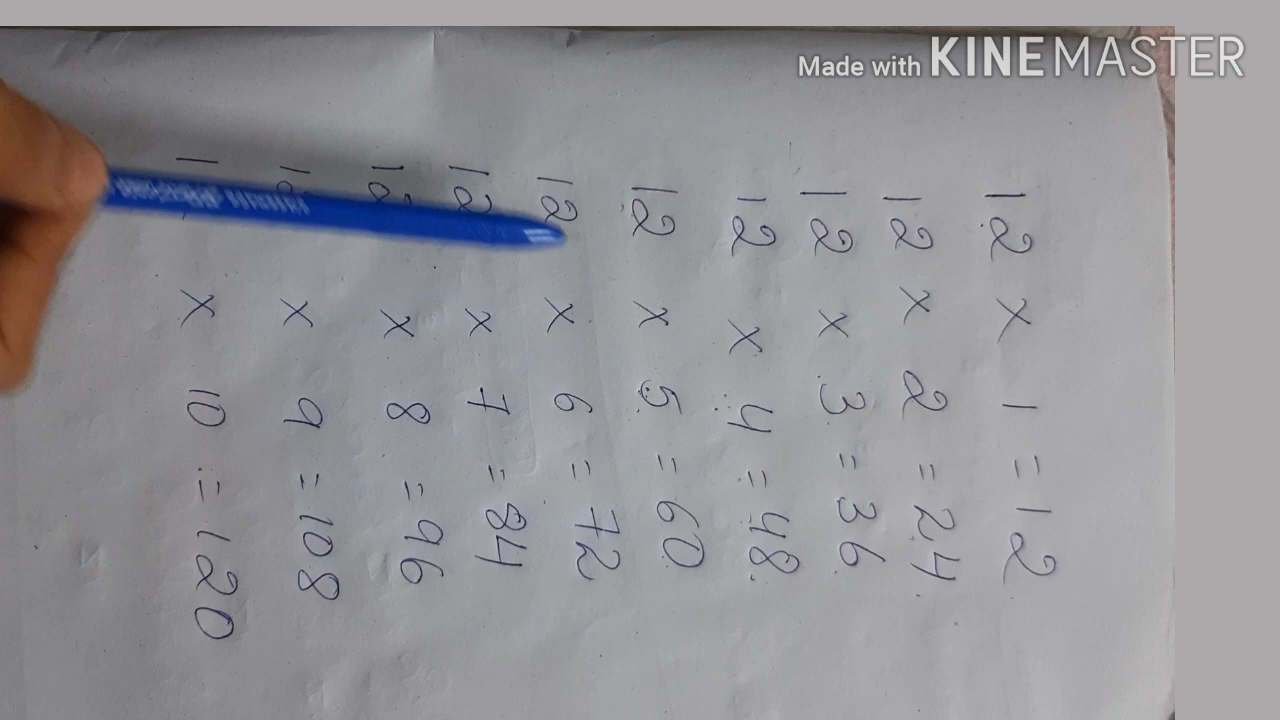 Made with KINEMASTER
12 x 1 = 12
12 x 2 = 24
12 x 3 = 36
12 x 4 = 48
12 x 5 = 60
12 x 6 = 72
12 x 7 = 84
12 x 8 = 96
x 9 = 108
x 10 = 120